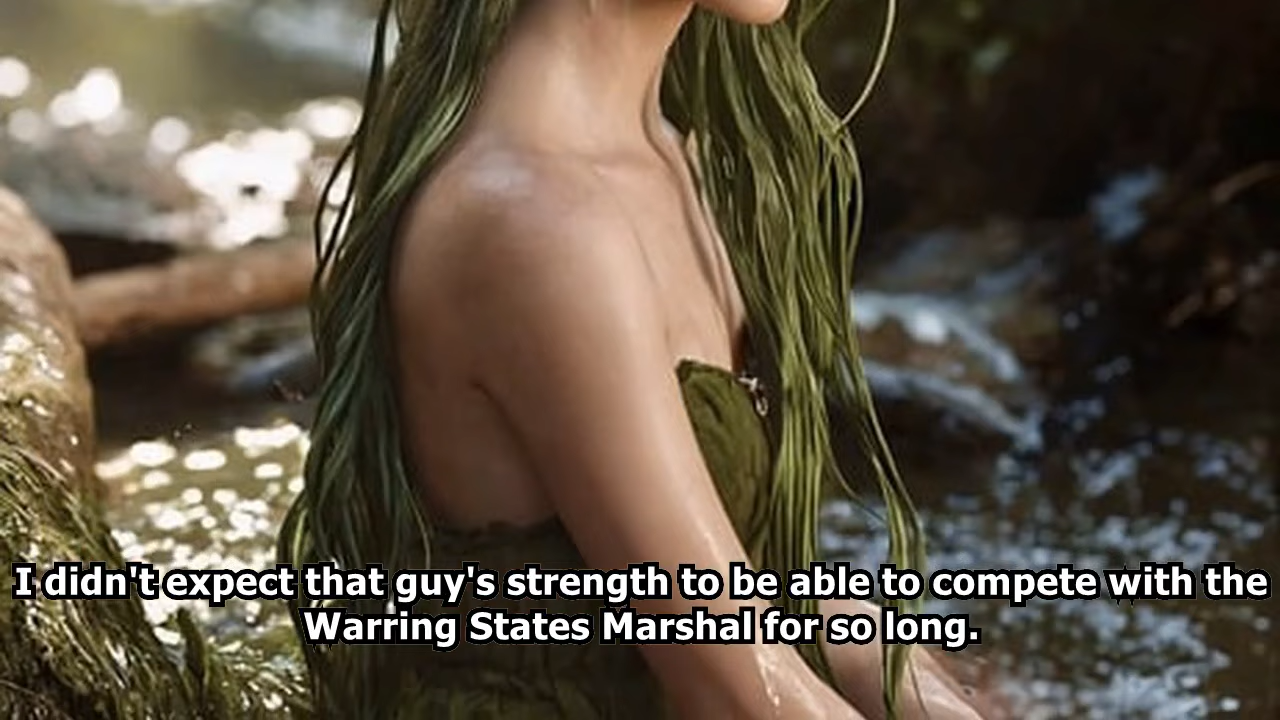 I didn't expect that guy's strength to be able to compete with the
Warring States Marshal for so long.